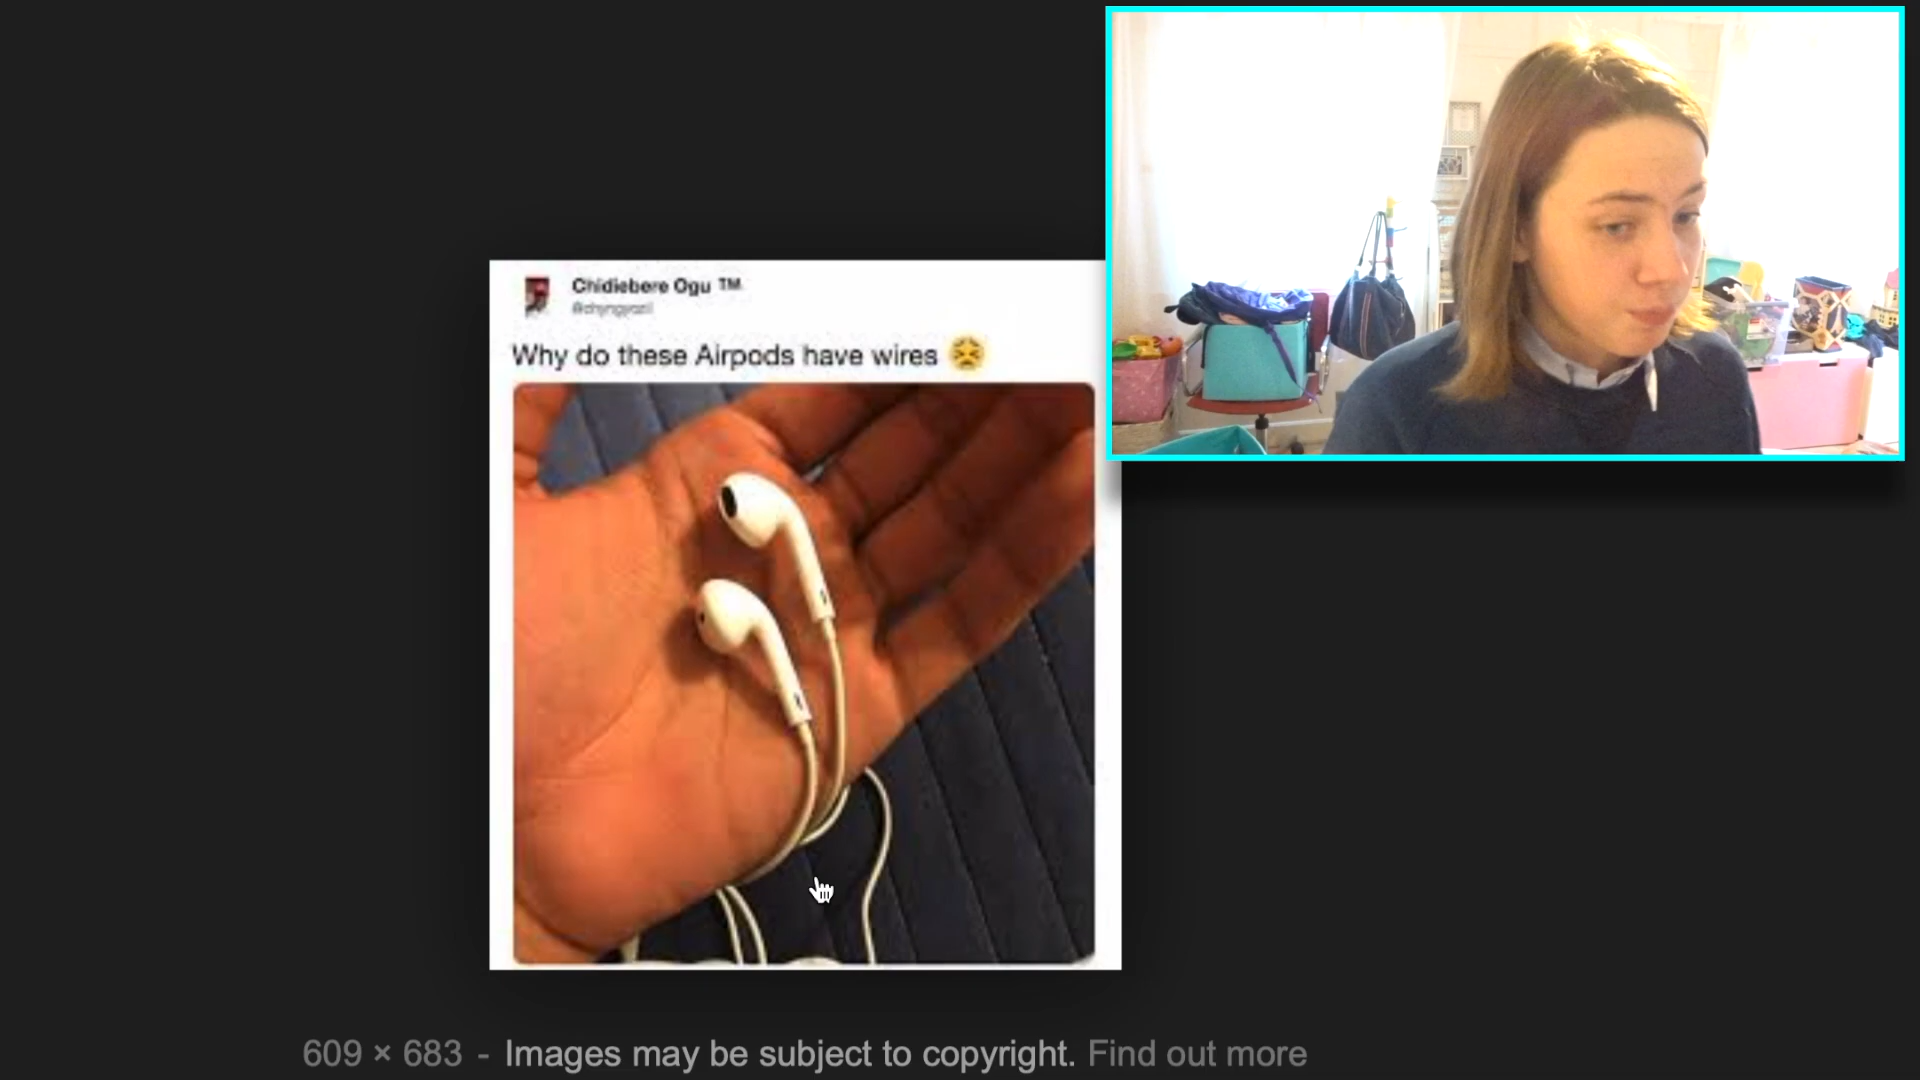 Chidiebere Ogu ™
Why do these Airpods have wires 😣
609 × 683 - Images may be subject to copyright. Find out more